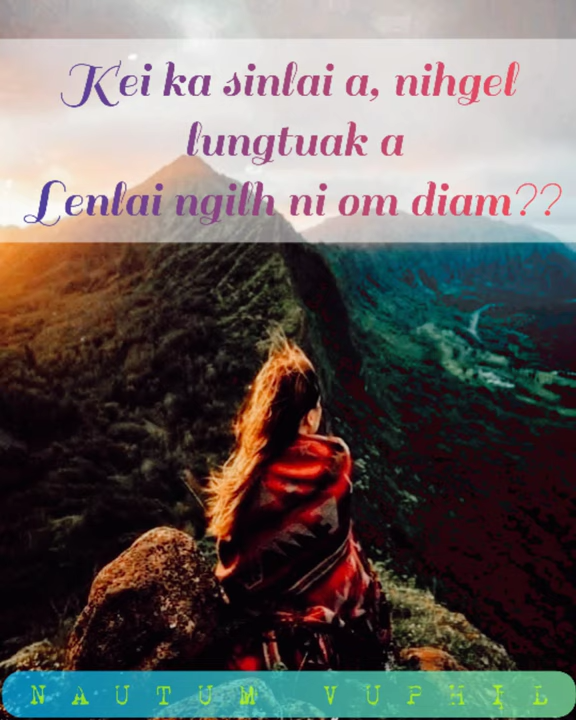 Kei ka sinlai a, nihgel
lungtuak a
Lenlai ngilh ni om diam??
NAUTUM VUPHIL